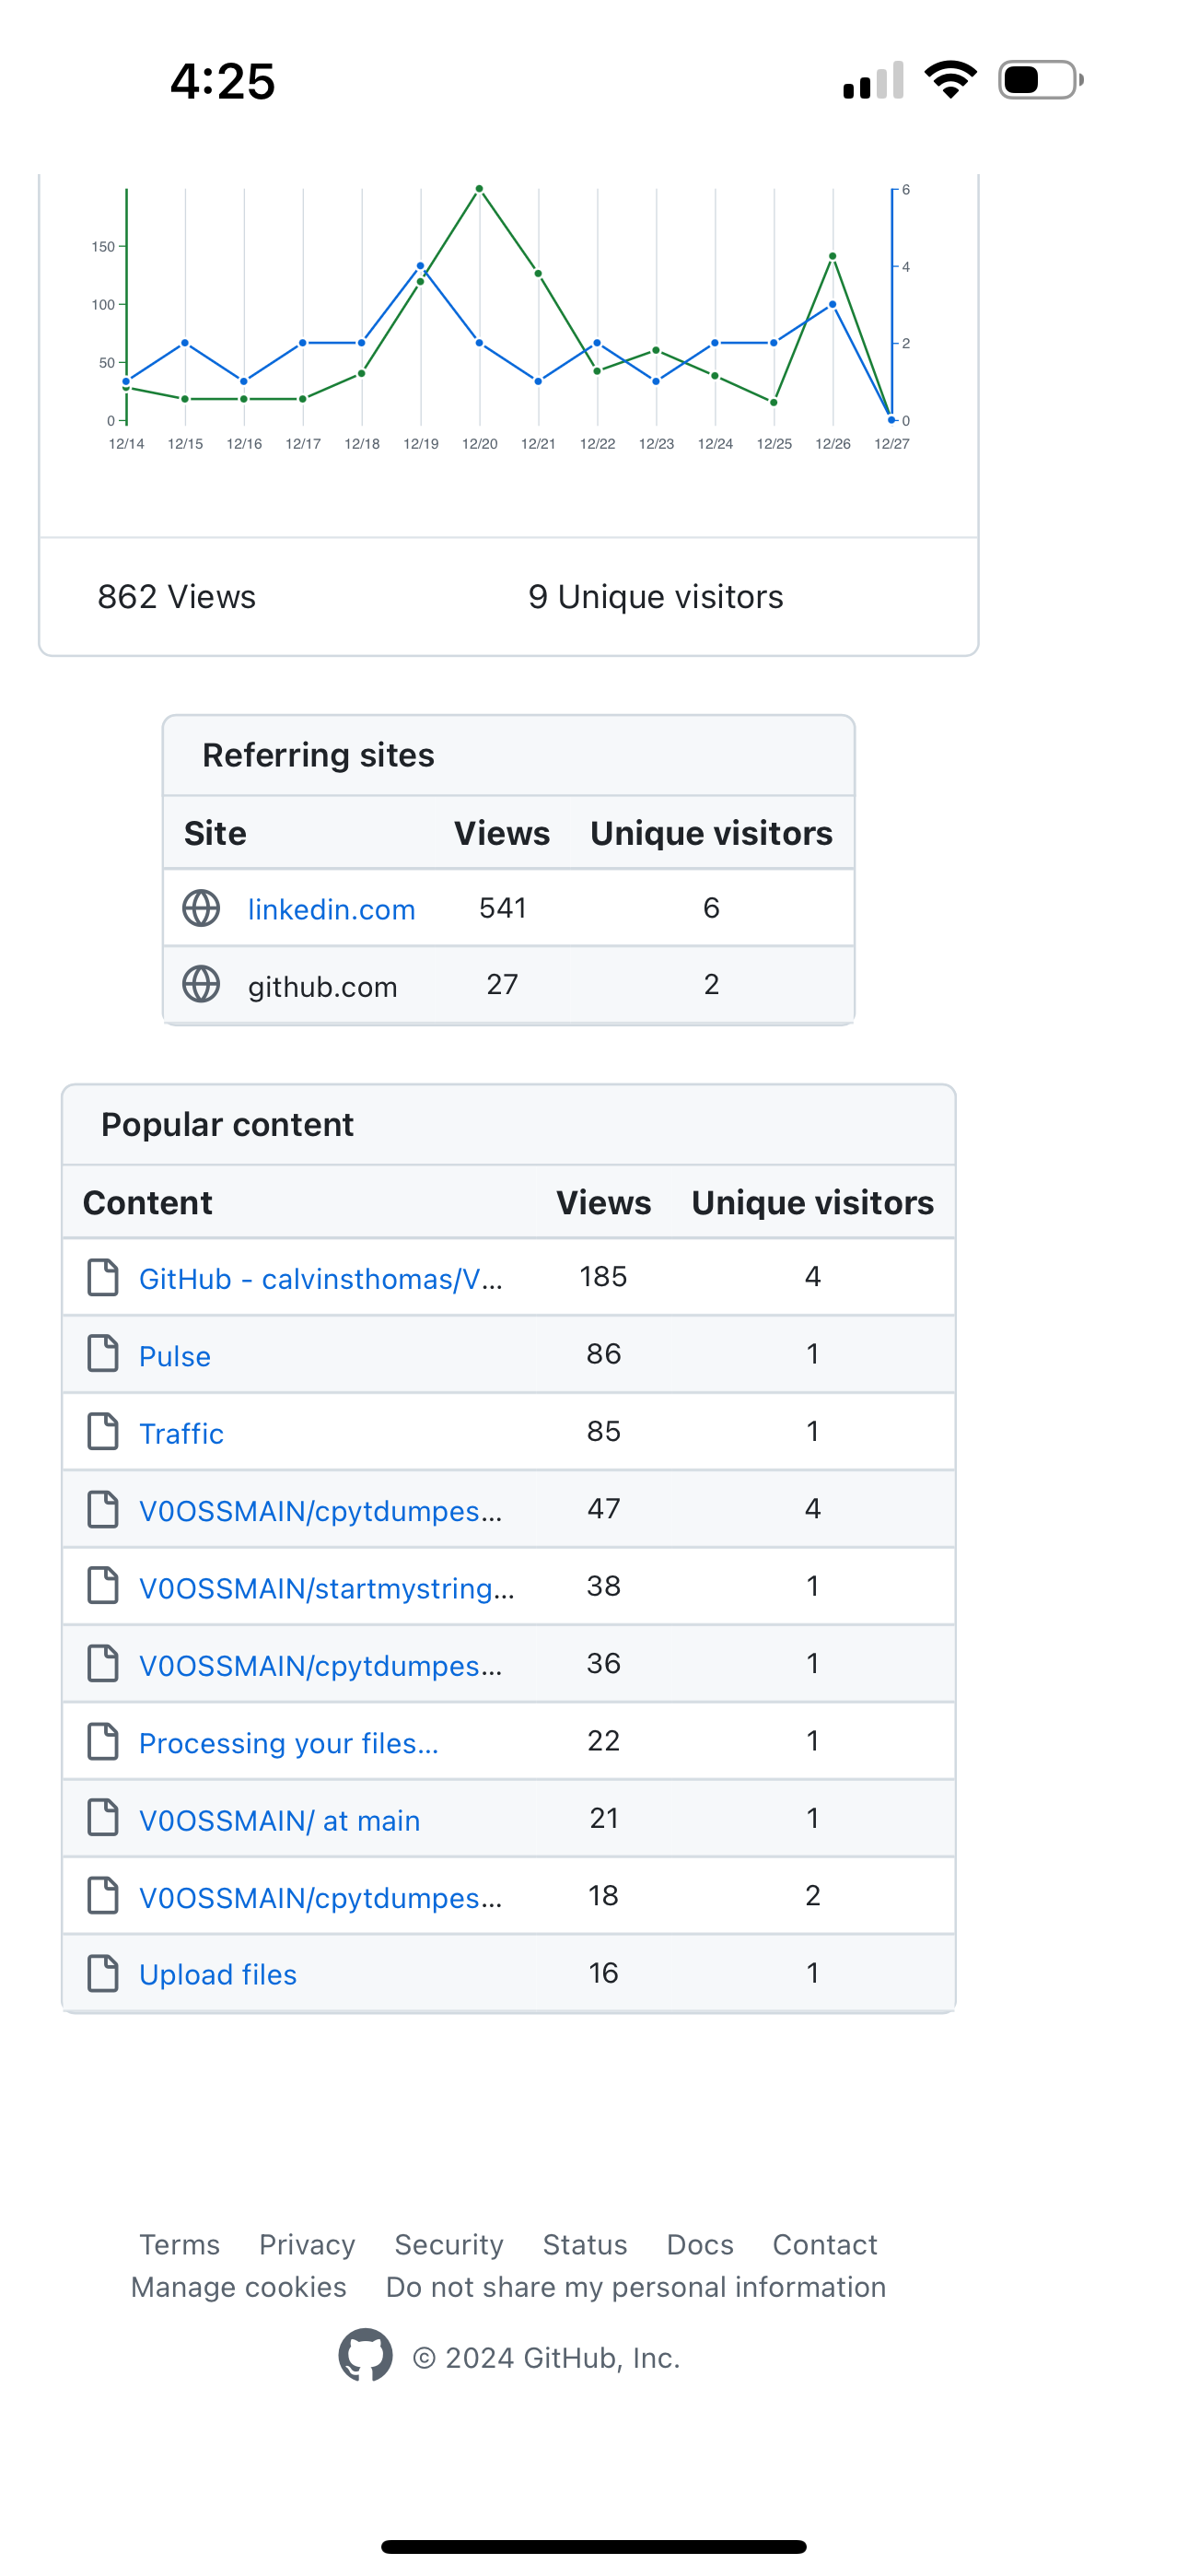 4:25
6
150
4
100
2
50
0
0
12/14 12/15 12/16 12/17 12/18 12/19 12/20 12/21 12/22 12/23 12/24 12/25 12/26 12/27
862 Views 9 Unique visitors
Referring sites
Site Views Unique visitors
linkedin.com 541 6
github.com 27 2
Popular content
Content Views Unique visitors
GitHub - calvinsthomas/V... 185 4
Pulse 86 1
Traffic 85 1
V0OSSMAIN/cpytdumpes... 47 4
V0OSSMAIN/startmystring... 38 1
V0OSSMAIN/cpytdumpes... 36 1
Processing your files... 22 1
V0OSSMAIN/ at main 21 1
V0OSSMAIN/cpytdumpes... 18 2
Upload files 16 1
Terms Privacy Security Status Docs Contact
Manage cookies Do not share my personal information
© 2024 GitHub, Inc.